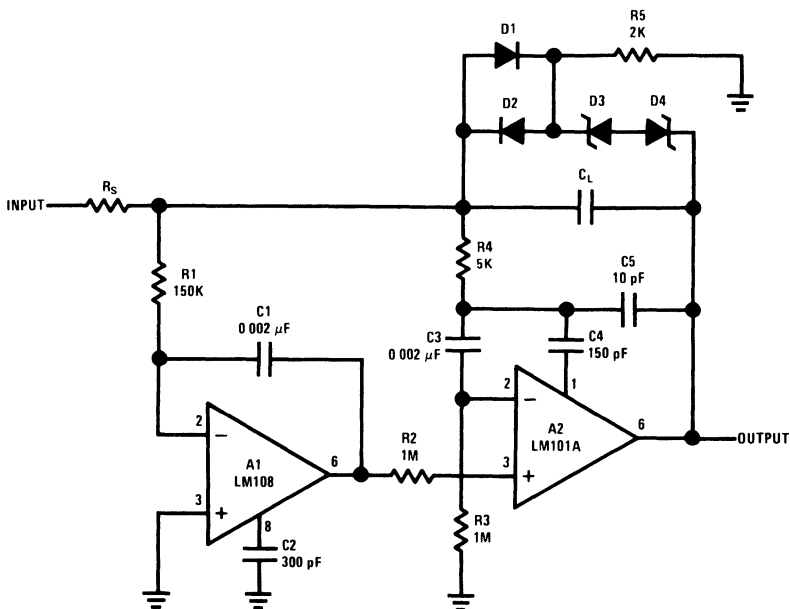 D1
R5
2K
D2
D3
D4
INPUT
RS
CL
R1
150K
R4
5K
C5
10 pF
C1
0 002 μF
C3
0 002 μF
C4
150 pF
2
1
2
A2
LM101A
6
OUTPUT
R2
1M
A1
LM108
6
3
3
8
R3
1M
C2
300 pF